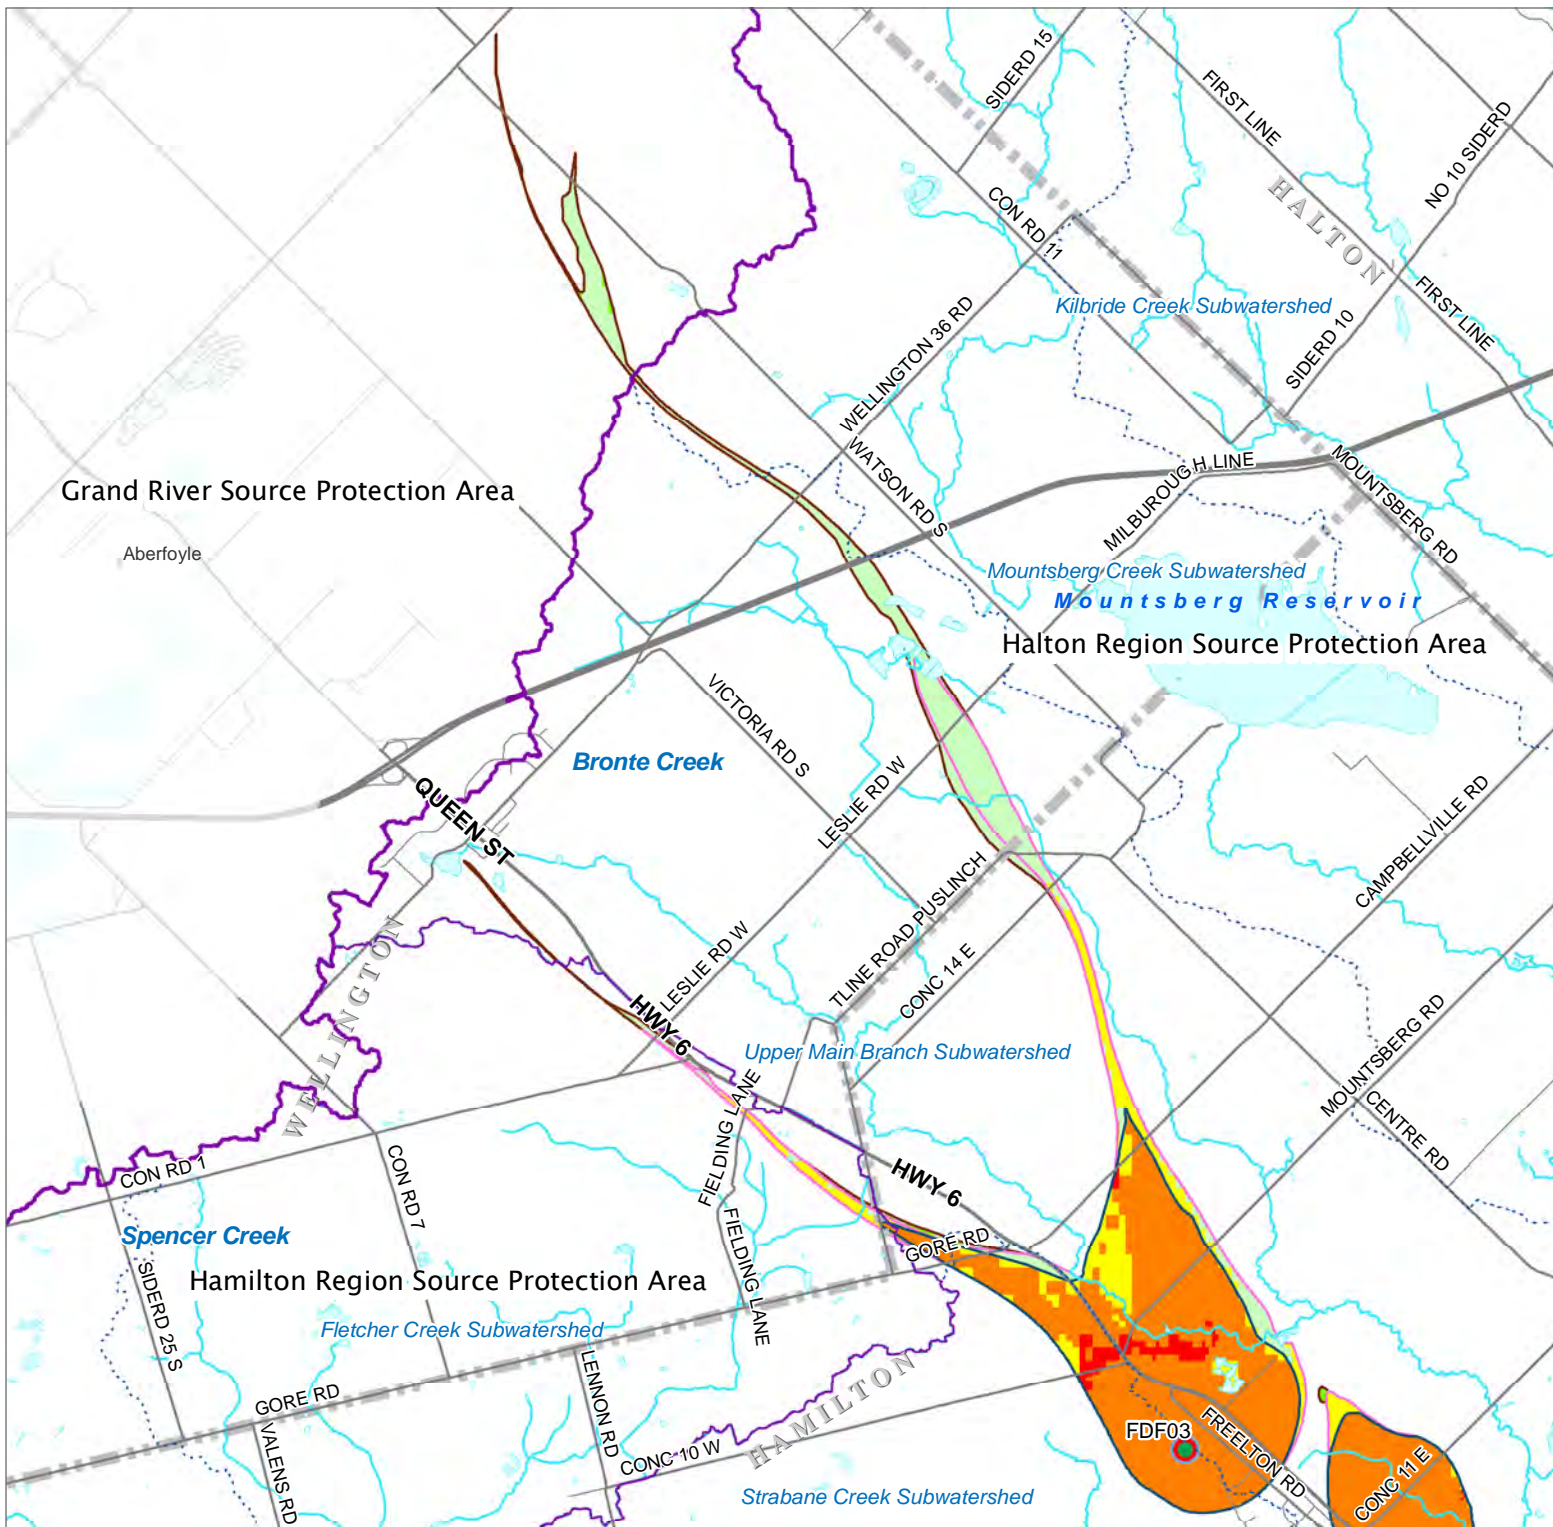 SIDERD 15
FIRST LINE
NO 10 SIDERD
HALTON
CON RD 11
FIRST LINE
Kilbride Creek Subwatershed
SIDERD 10
WELLINGTON 36 RD
WATSON RD S
MILBUROUGH LINE
MOUNTSBERG RD
Grand River Source Protection Area
Aberfoyle
Mountsberg Creek Subwatershed
Mountsberg Reservoir
Halton Region Source Protection Area
VICTORIA RD S
Bronte Creek
QUEEN ST
LESLIE RD W
CAMPBELLVILLE RD
TLINE ROAD PUSLINCH
CONC 14 E
WELLINGTON
LESLIE RD W
HWY 6
Upper Main Branch Subwatershed
MOUNTSBERG RD
CENTRE RD
FIELDING LANE
CON RD 1
CON RD 7
HWY 6
Spencer Creek
FIELDING LANE
GORE RD
SIDERD 25 S
Hamilton Region Source Protection Area
Fletcher Creek Subwatershed
GORE RD
LENNON RD
HAMILTON
VALENS RD
CONC 10 W
FDF03
FREELTON RD
CONC 11 E
Strabane Creek Subwatershed